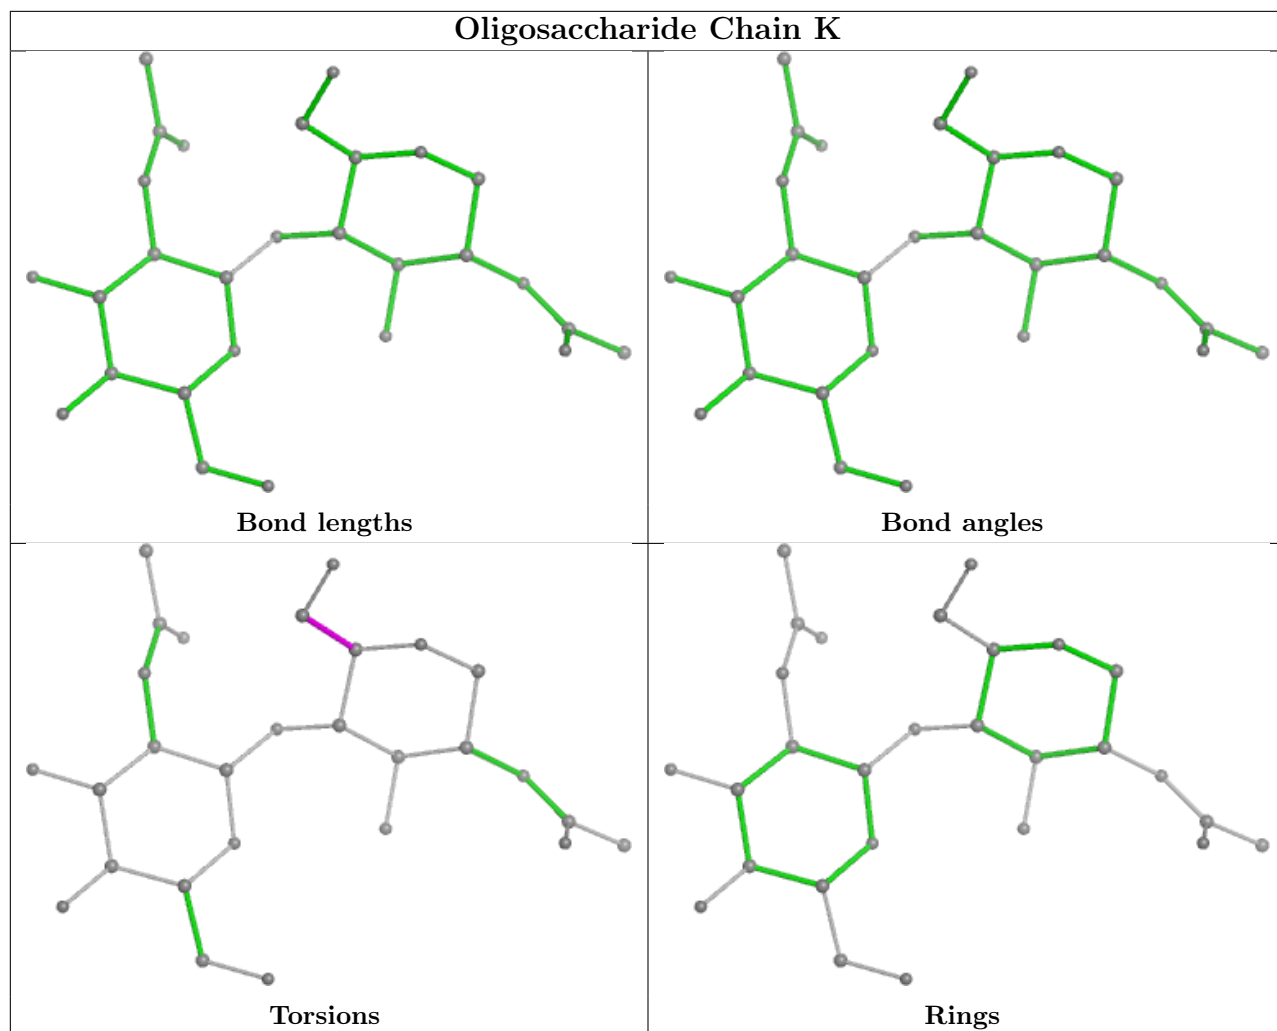 Oligosaccharide Chain K
Bond lengths
Bond angles
Torsions
Rings